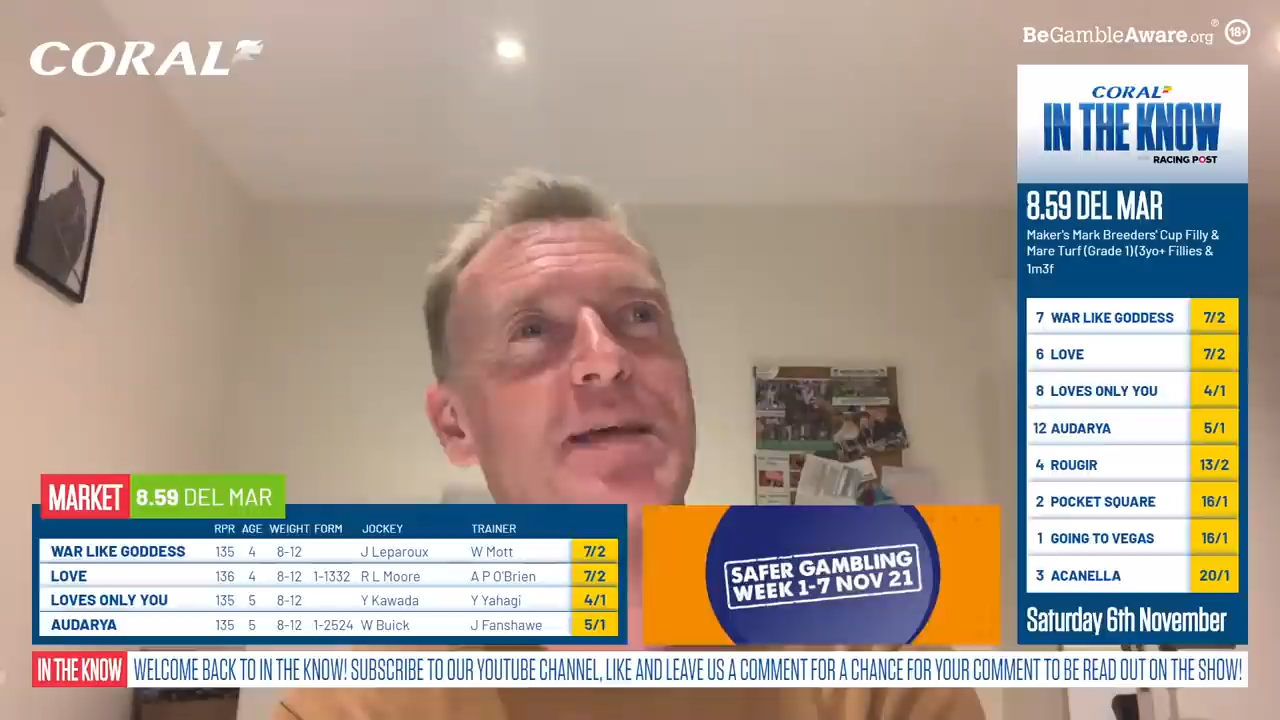 CORAL
BeGambleAware.org® 18+
CORAL
IN THE KNOW
RACING POST
8.59 DEL MAR
Maker's Mark Breeders' Cup Filly &
Mare Turf (Grade 1) (3yo+ Fillies &
1m3f
7 WAR LIKE GODDESS 7/2
6 LOVE 7/2
8 LOVES ONLY YOU 4/1
12 AUDARYA 5/1
4 ROUGIR 13/2
2 POCKET SQUARE 16/1
1 GOING TO VEGAS 16/1
3 ACANELLA 20/1
Saturday 6th November
MARKET 8.59 DEL MAR
RPR AGE WEIGHT FORM JOCKEY TRAINER
WAR LIKE GODDESS 135 4 8-12 J Leparoux W Mott 7/2
LOVE 136 4 8-12 1-1332 R L Moore A P O'Brien 7/2
LOVES ONLY YOU 135 5 8-12 Y Kawada Y Yahagi 4/1
AUDARYA 135 5 8-12 1-2524 W Buick J Fanshawe 5/1
SAFER GAMBLING
WEEK 1-7 NOV 21
IN THE KNOW WELCOME BACK TO IN THE KNOW! SUBSCRIBE TO OUR YOUTUBE CHANNEL, LIKE AND LEAVE US A COMMENT FOR A CHANCE FOR YOUR COMMENT TO BE READ OUT ON THE SHOW!